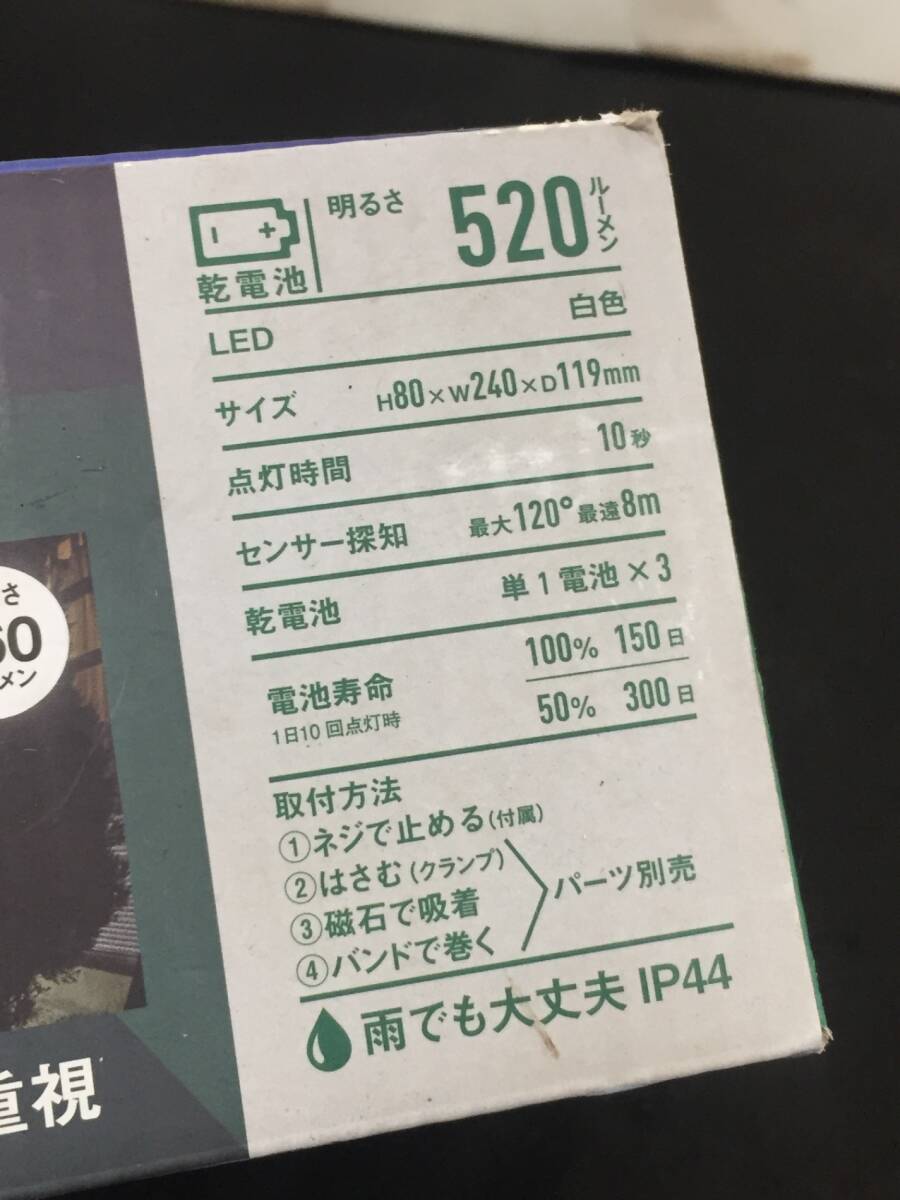 乾電池
明るさ 520 ルーメン
LED 白色
サイズ H80×W240×D119mm
点灯時間 10秒
センサー探知 最大120° 最遠8m
乾電池 単1電池×3
電池寿命 100% 150日
1日10回点灯時 50% 300日
取付方法
①ネジで止める(付属)
②はさむ(クランプ)
③磁石で吸着
④バンドで巻く
パーツ別売
雨でも大丈夫 IP44
さ
60
メン
重視